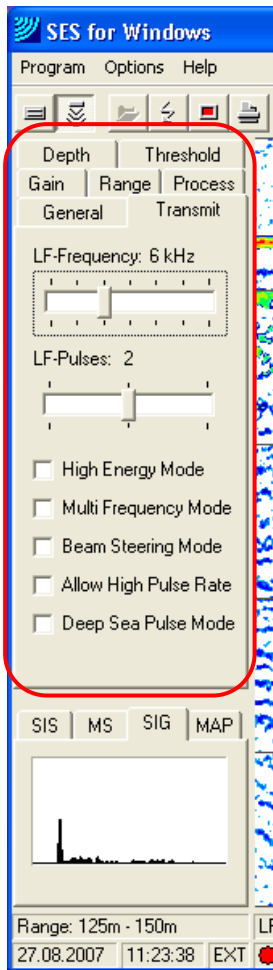 SES for Windows
Program Options Help
Depth Threshold
Gain Range Process
General Transmit
LF-Frequency: 6 kHz
LF-Pulses: 2
High Energy Mode
Multi Frequency Mode
Beam Steering Mode
Allow High Pulse Rate
Deep Sea Pulse Mode
SIS MS SIG MAP
Range: 125m - 150m LF
27.08.2007 11:23:38 EXT